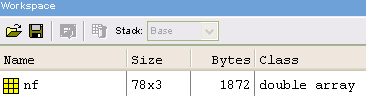 Workspace
Stack: Base
Name Size Bytes Class
nf 78x3 1872 double array